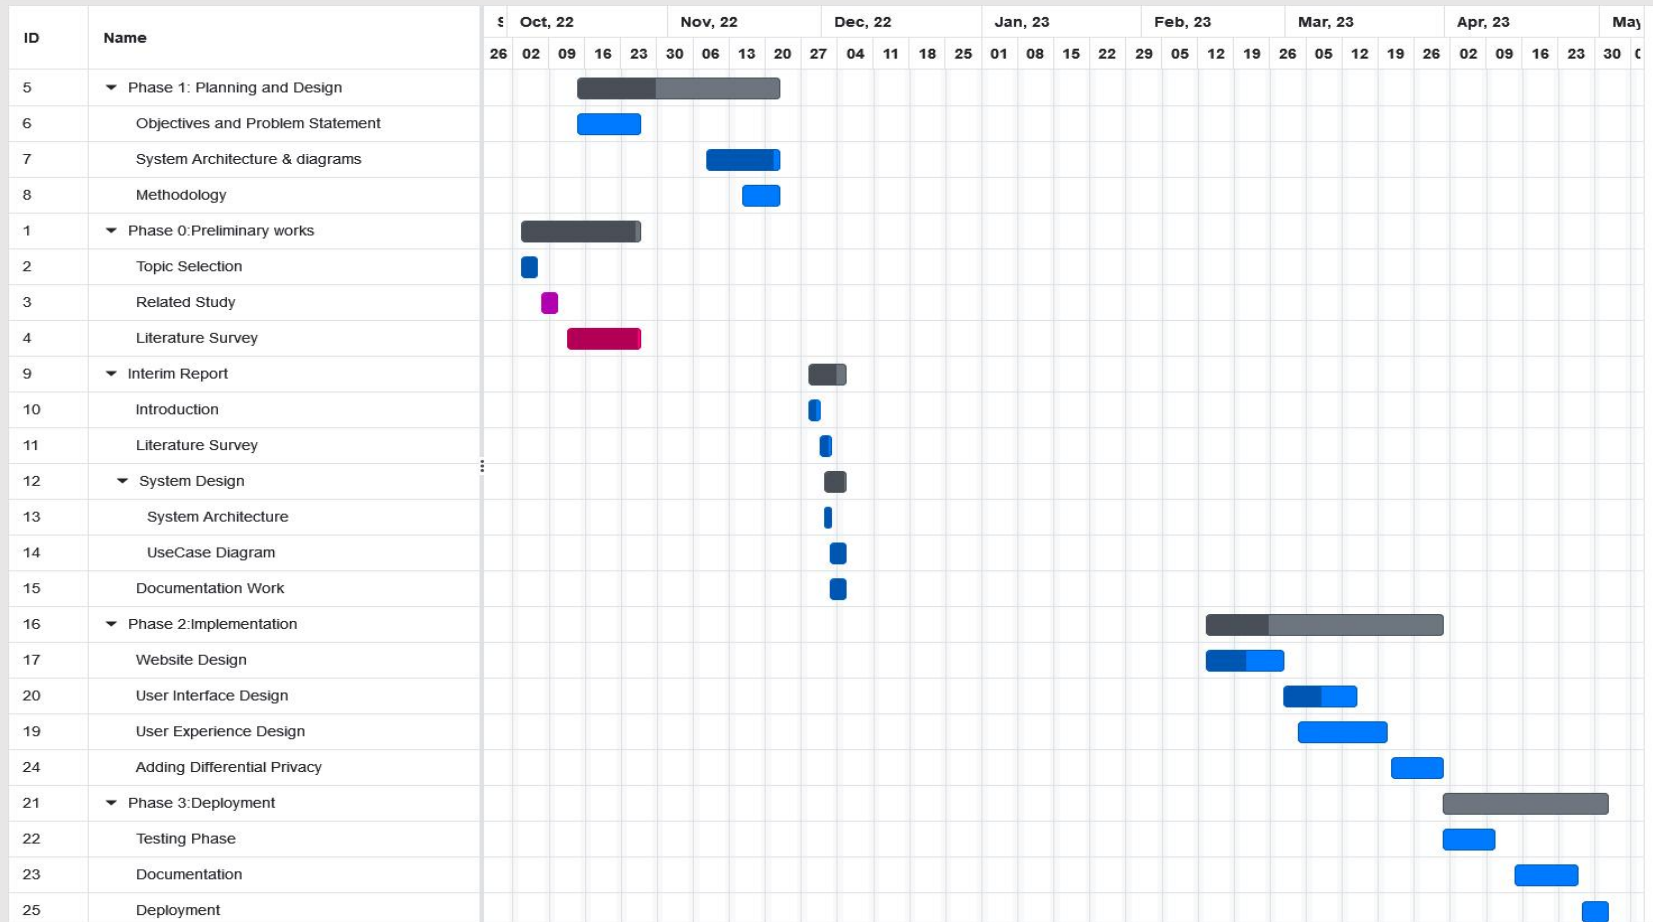 ID Name S Oct, 22 Nov, 22 Dec, 22 Jan, 23 Feb, 23 Mar, 23 Apr, 23 May
26 02 09 16 23 30 06 13 20 27 04 11 18 25 01 08 15 22 29 05 12 19 26 05 12 19 26 02 09 16 23 30
5 Phase 1: Planning and Design
6 Objectives and Problem Statement
7 System Architecture & diagrams
8 Methodology
1 Phase 0:Preliminary works
2 Topic Selection
3 Related Study
4 Literature Survey
9 Interim Report
10 Introduction
11 Literature Survey
12 System Design
13 System Architecture
14 UseCase Diagram
15 Documentation Work
16 Phase 2:Implementation
17 Website Design
20 User Interface Design
19 User Experience Design
24 Adding Differential Privacy
21 Phase 3:Deployment
22 Testing Phase
23 Documentation
25 Deployment